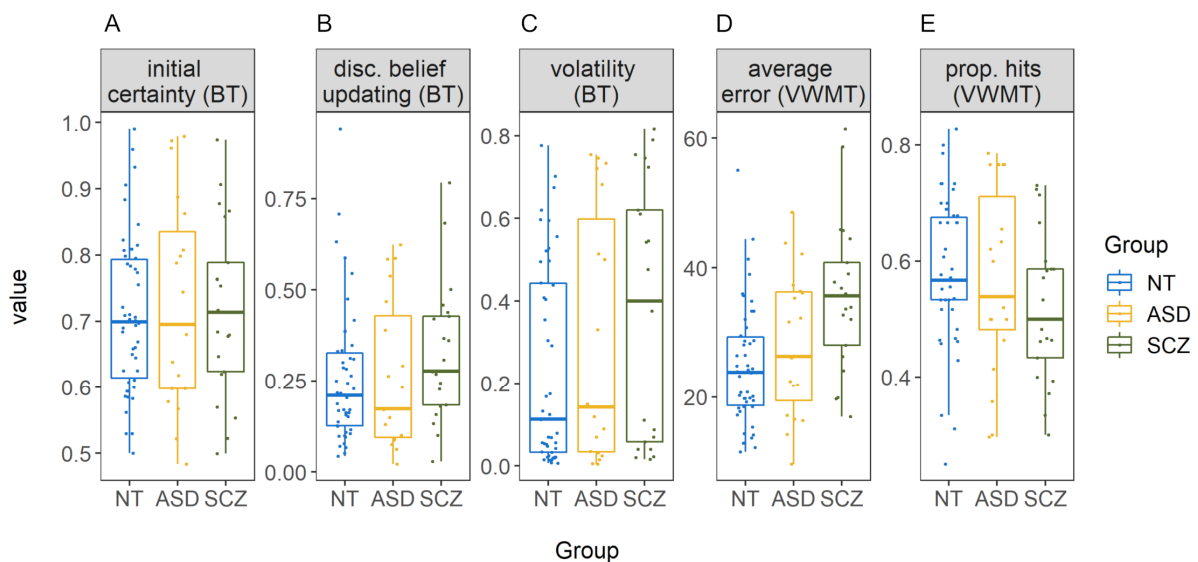 A
B
C
D
E
initial
certainty (BT)
disc. belief
updating (BT)
volatility
(BT)
average
error (VWMT)
prop. hits
(VWMT)
value
1.0
0.9
0.8
0.7
0.6
0.5
0.75
0.50
0.25
0.00
0.8
0.6
0.4
0.2
0.0
60
40
20
0.8
0.6
0.4
NT ASD SCZ
NT ASD SCZ
NT ASD SCZ
NT ASD SCZ
NT ASD SCZ
Group
Group
NT
ASD
SCZ